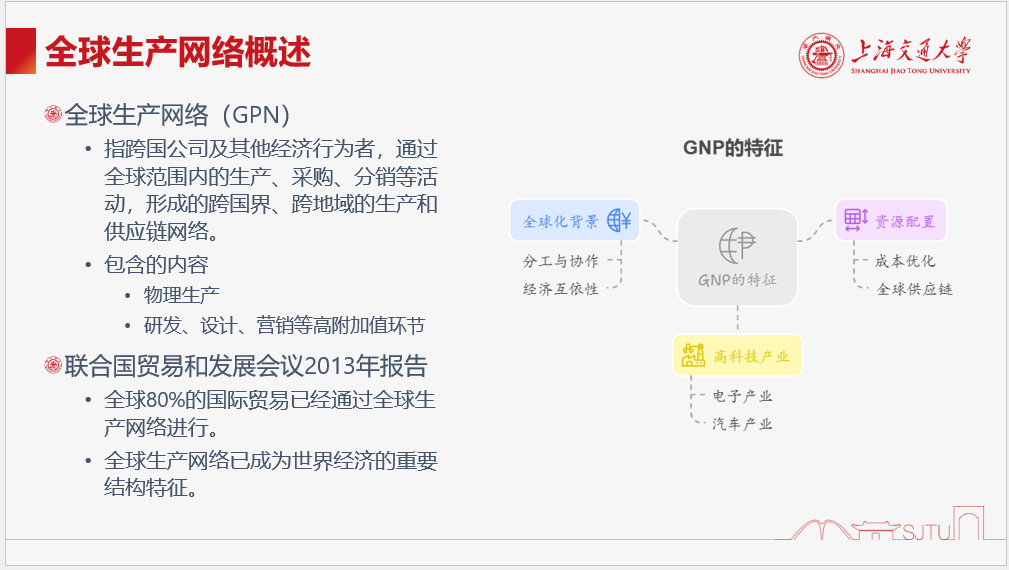 全球生产网络概述
上海交通大学
SHANGHAI JIAO TONG UNIVERSITY
全球生产网络（GPN）
• 指跨国公司及其他经济行为者，通过
全球范围内的生产、采购、分销等活
动，形成的跨国界、跨地域的生产和
供应链网络。
• 包含的内容
• 物理生产
• 研发、设计、营销等高附加值环节
联合国贸易和发展会议2013年报告
• 全球80%的国际贸易已经通过全球生
产网络进行。
• 全球生产网络已成为世界经济的重要
结构特征。
GNP的特征
全球化背景
分工与协作
经济互依性
GNP的特征
资源配置
成本优化
全球供应链
高科技产业
电子产业
汽车产业
SJTU